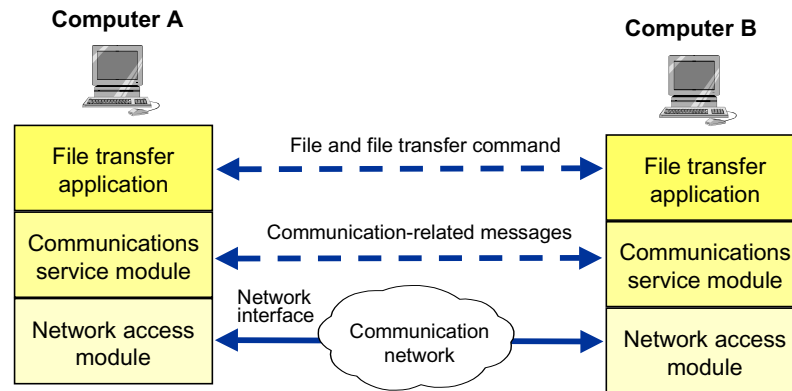 Computer A
Computer B
File transfer
application
File and file transfer command
File transfer
application
Communications
service module
Communication-related messages
Communications
service module
Network access
module
Network
interface
Communication
network
Network access
module